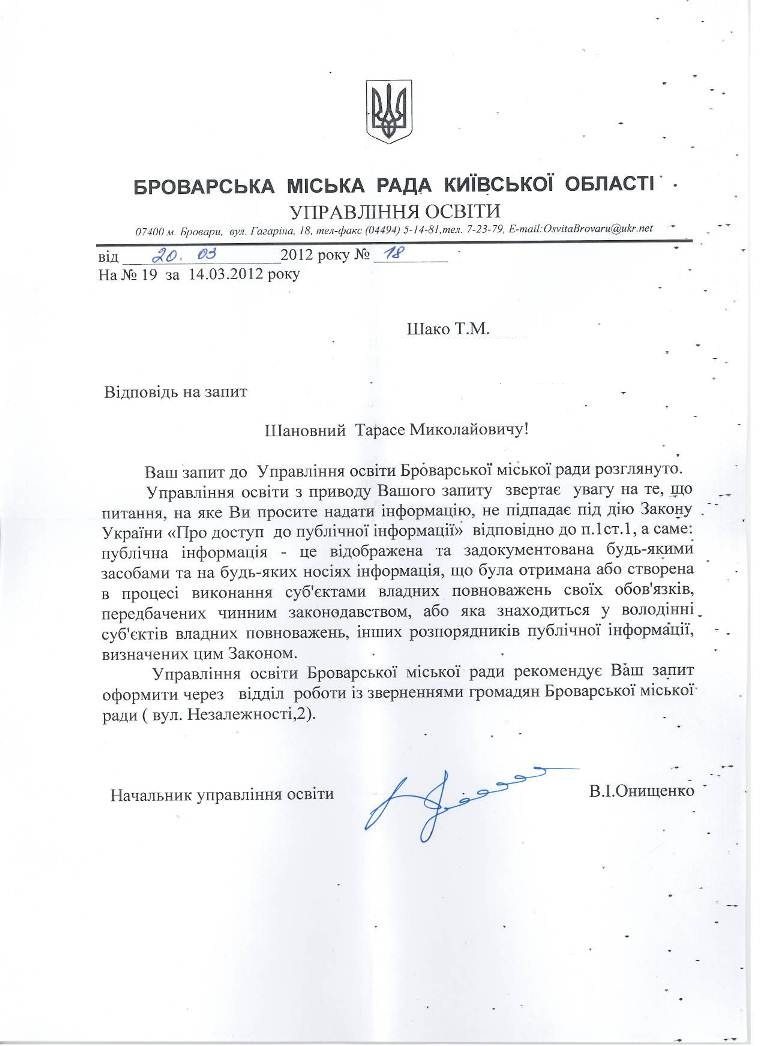 БРОВАРСЬКА МІСЬКА РАДА КИЇВСЬКОЇ ОБЛАСТІ
УПРАВЛІННЯ ОСВІТИ
07400 м. Бровари, вул. Гагаріна, 18, тел-факс (04494) 5-14-81,тел. 7-23-79, E-mail:OsvitaBrovaru@ukr.net
від 20. 03 2012 року № 18
На № 19 за 14.03.2012 року
Шако Т.М.
Відповідь на запит
Шановний Тарасе Миколайовичу!
Ваш запит до Управління освіти Броварської міської ради розглянуто.
Управління освіти з приводу Вашого запиту звертає увагу на те, що
питання, на яке Ви просите надати інформацію, не підпадає під дію Закону
України «Про доступ до публічної інформації» відповідно до п.1ст.1, а саме:
публічна інформація - це відображена та задокументована будь-якими
засобами та на будь-яких носіях інформація, що була отримана або створена
в процесі виконання суб'єктами владних повноважень своїх обов'язків,
передбачених чинним законодавством, або яка знаходиться у володінні
суб'єктів владних повноважень, інших розпорядників публічної інформації,
визначених цим Законом.
Управління освіти Броварської міської ради рекомендує Ваш запит
оформити через відділ роботи із зверненнями громадян Броварської міської
ради ( вул. Незалежності,2).
Начальник управління освіти В.І.Онищенко